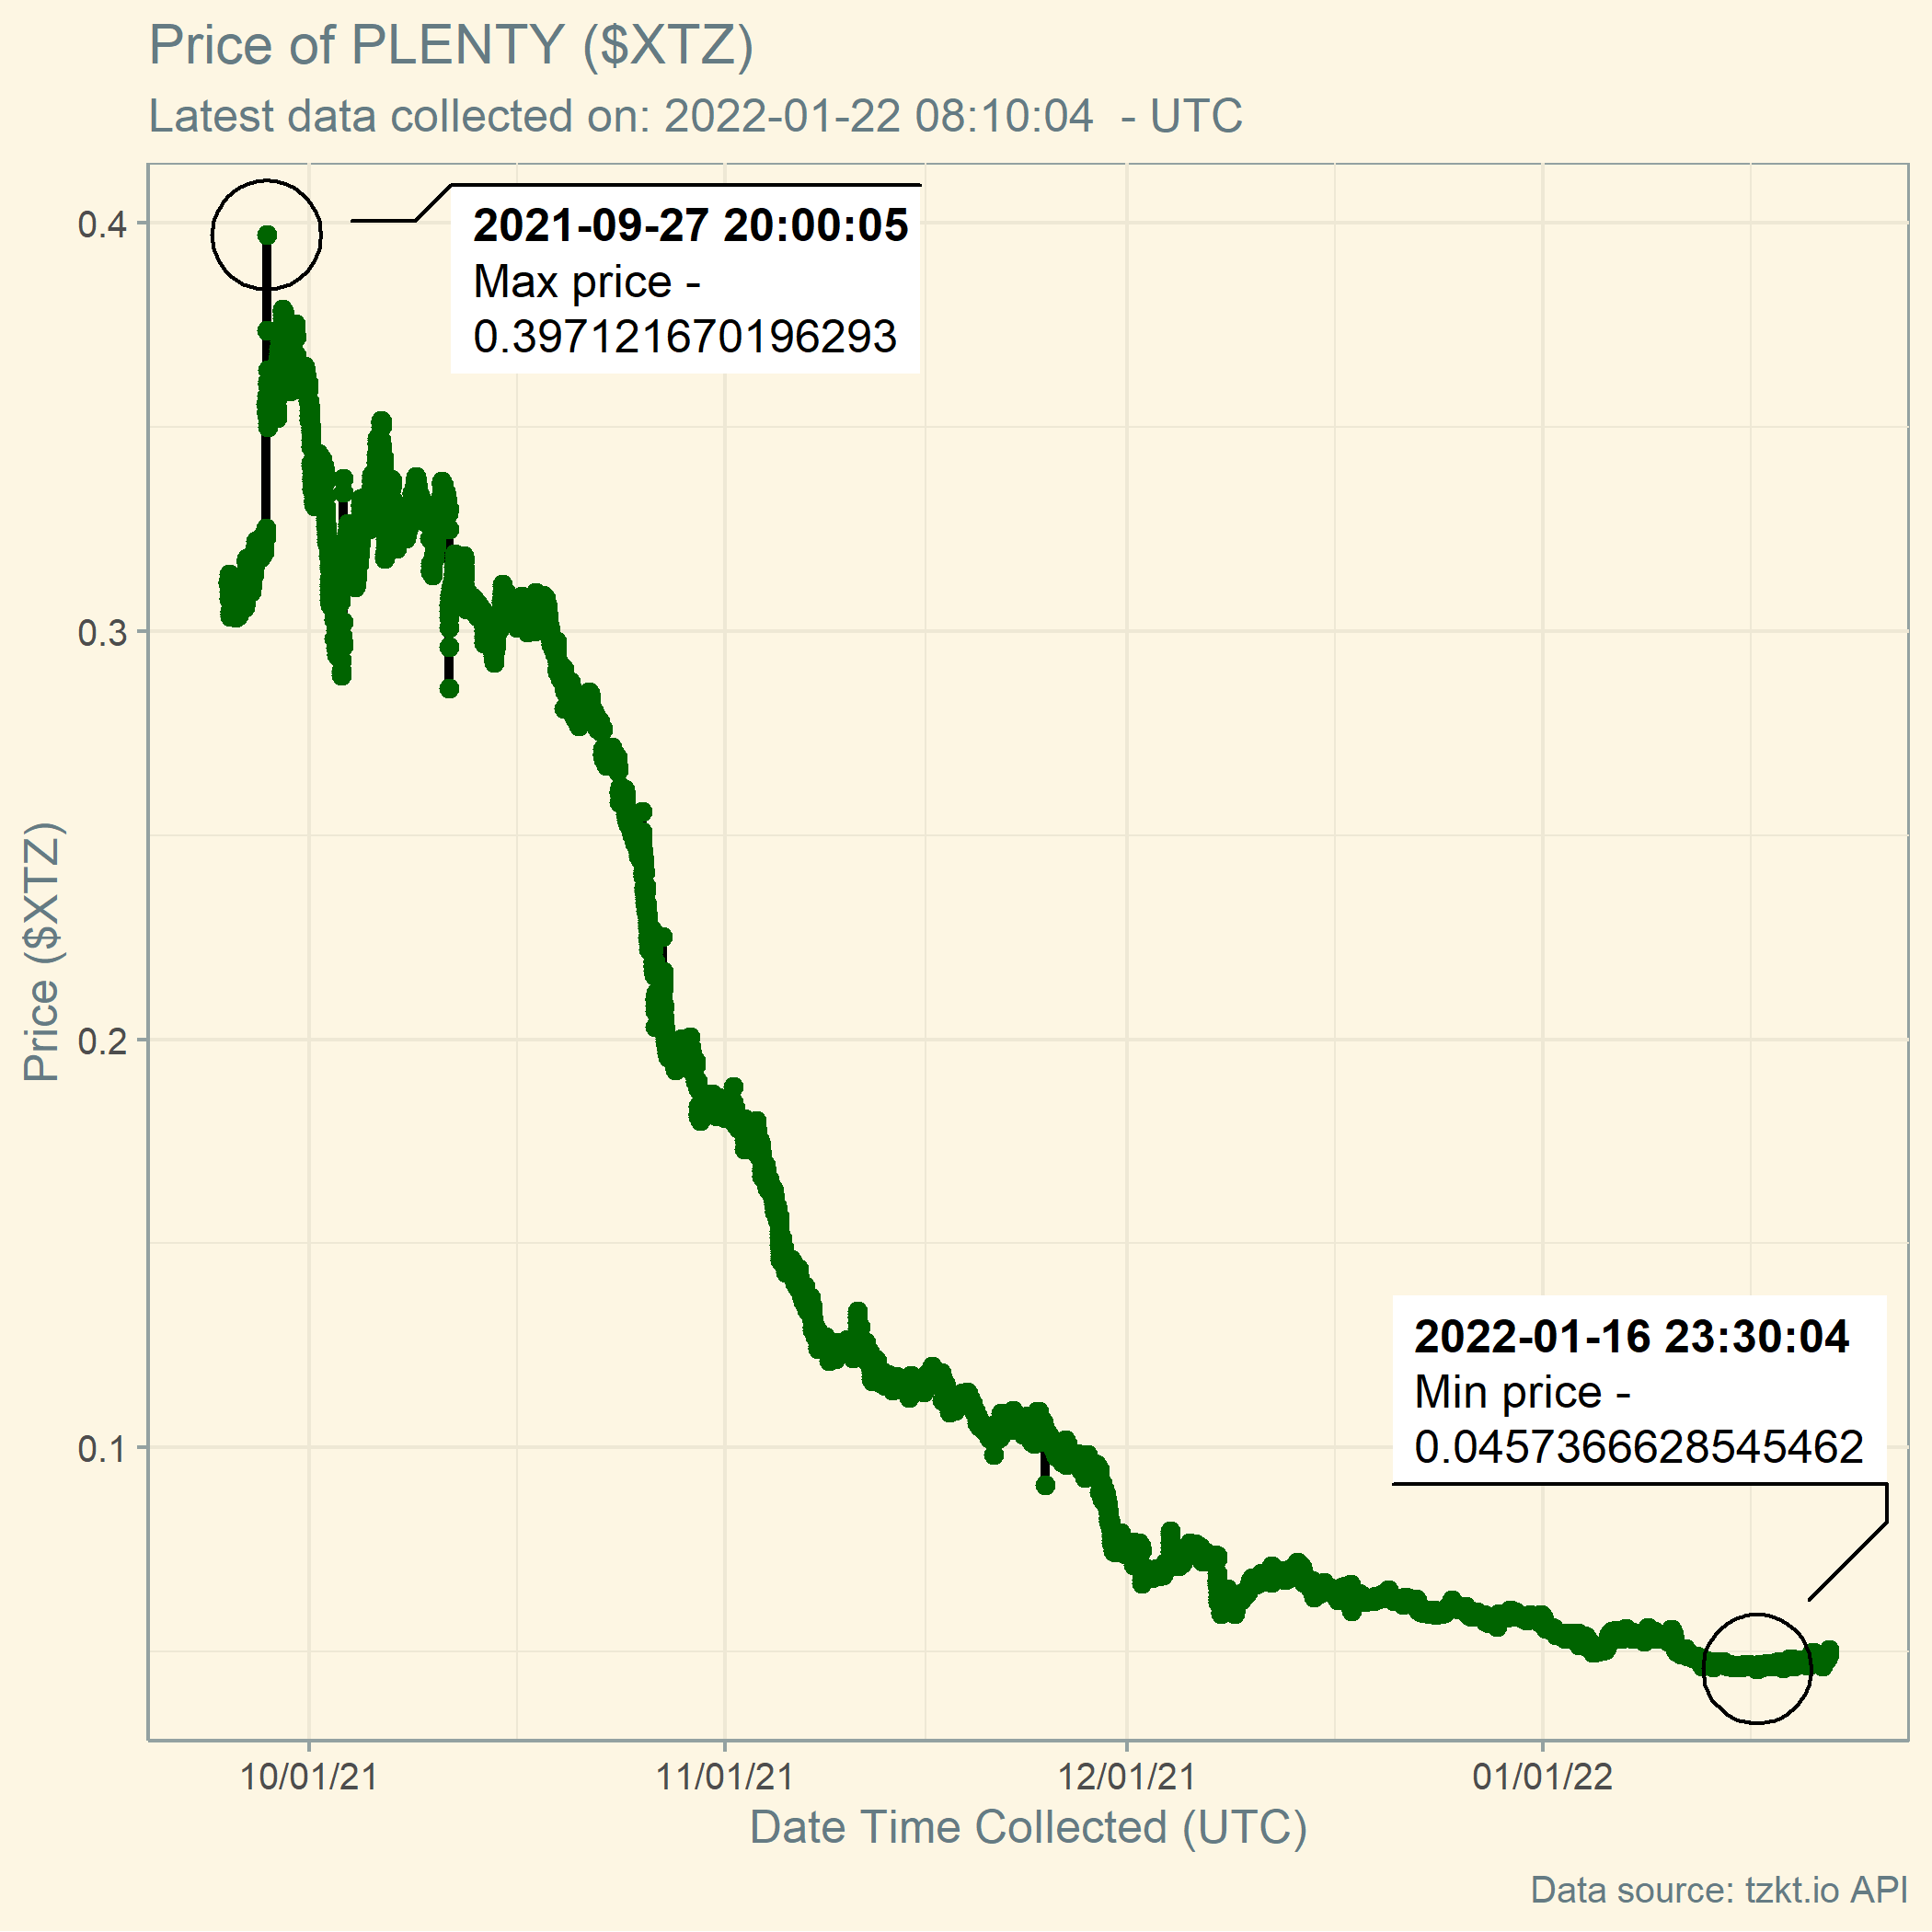 Price of PLENTY ($XTZ)
Latest data collected on: 2022-01-22 08:10:04  - UTC
2021-09-27 20:00:05
Max price -
0.397121670196293
0.4
0.3
0.2
0.1
Price ($XTZ)
2022-01-16 23:30:04
Min price -
0.0457366628545462
10/01/21
11/01/21
12/01/21
01/01/22
Date Time Collected (UTC)
Data source: tzkt.io API